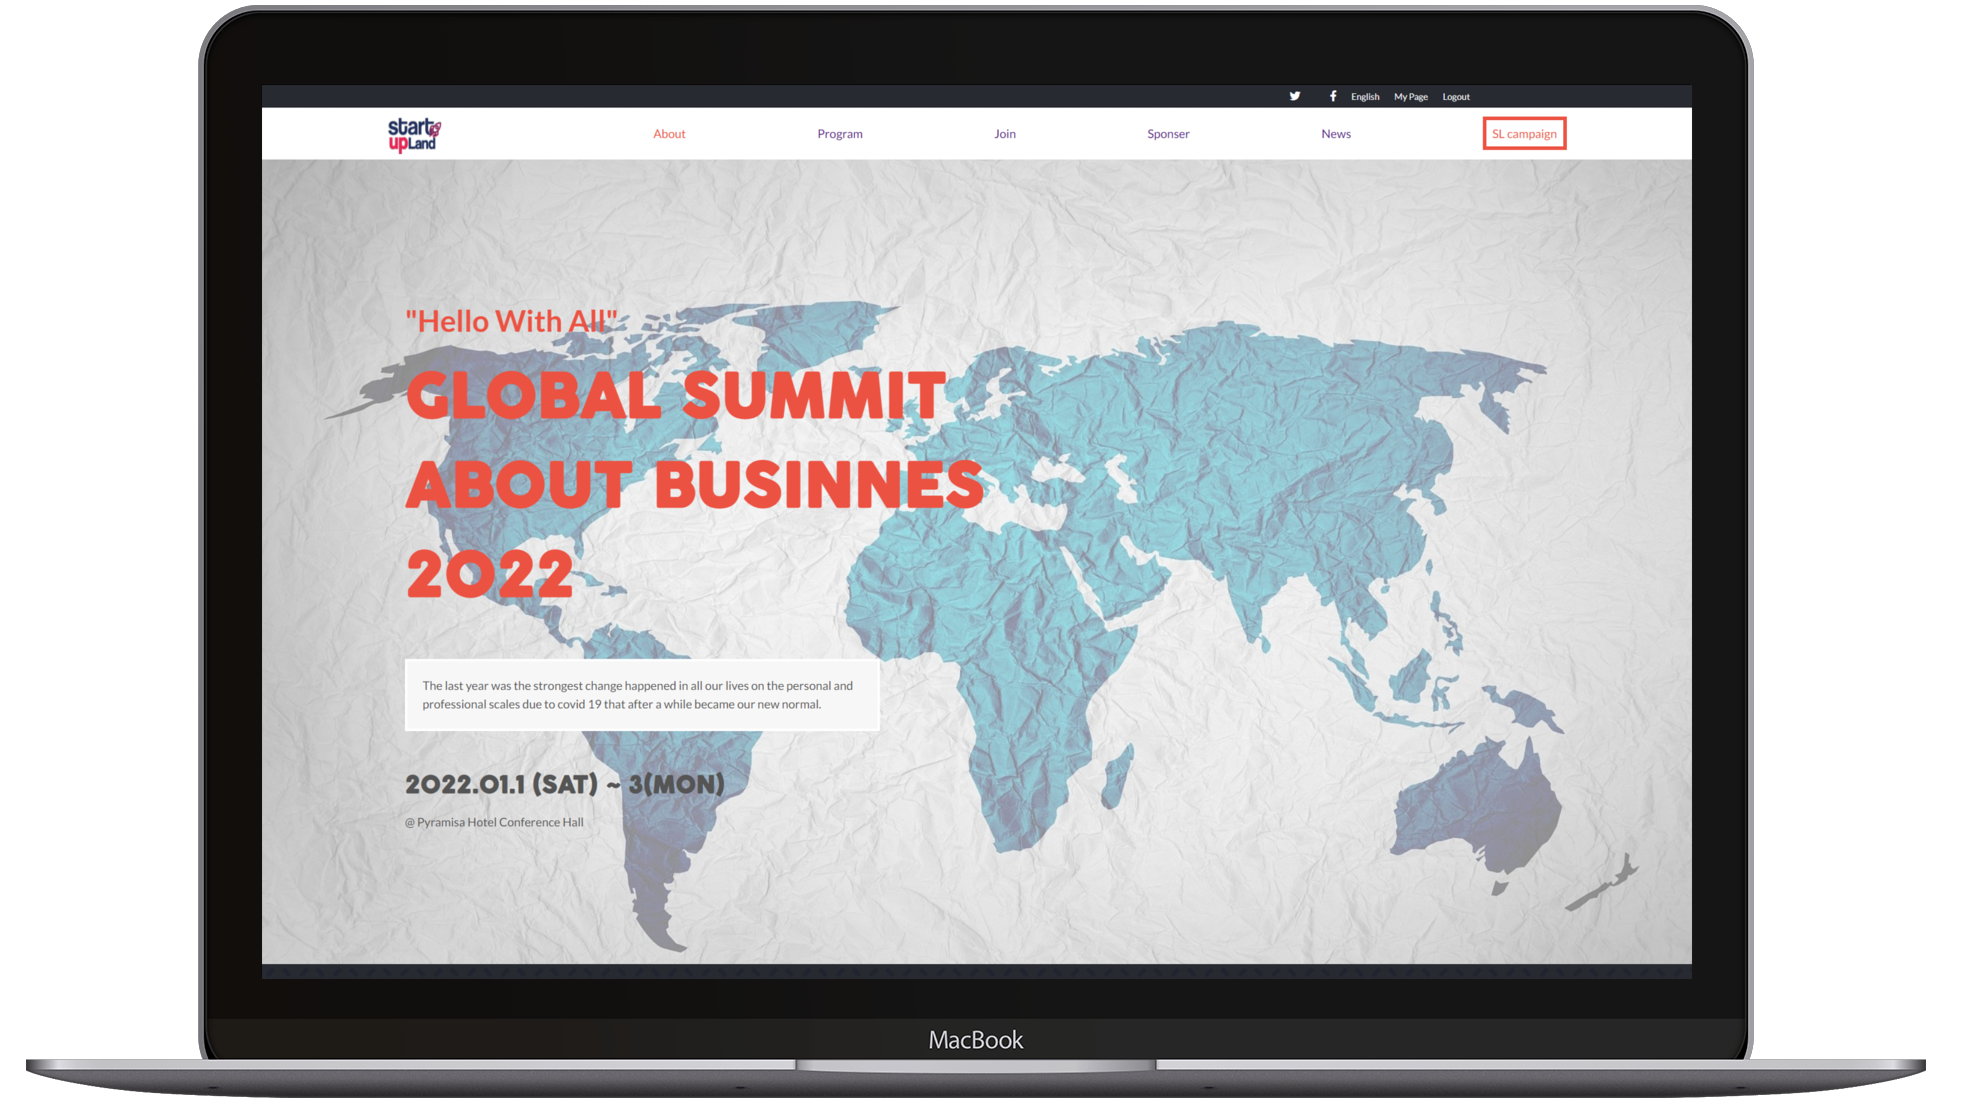 English My Page Logout
start
upLand
About Program Join Sponser News SL campaign
"Hello With All"
GLOBAL SUMMIT
ABOUT BUSINNES
2022
The last year was the strongest change happened in all our lives on the personal and
professional scales due to covid 19 that after a while became our new normal.
2022.01.1 (SAT) ~ 3(MON)
@ Pyramisa Hotel Conference Hall
MacBook